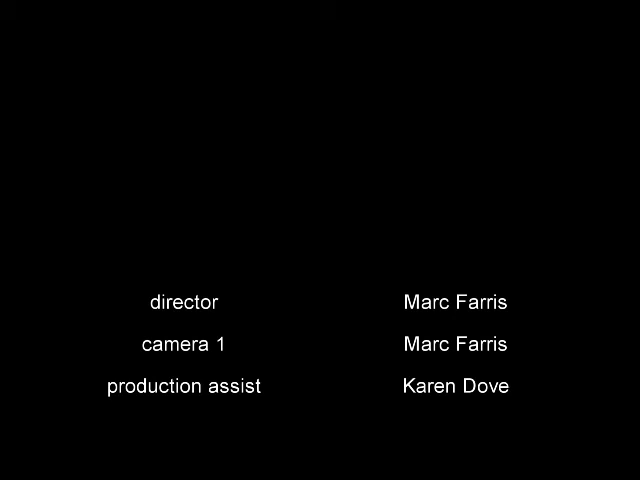 director Marc Farris
camera 1 Marc Farris
production assist Karen Dove